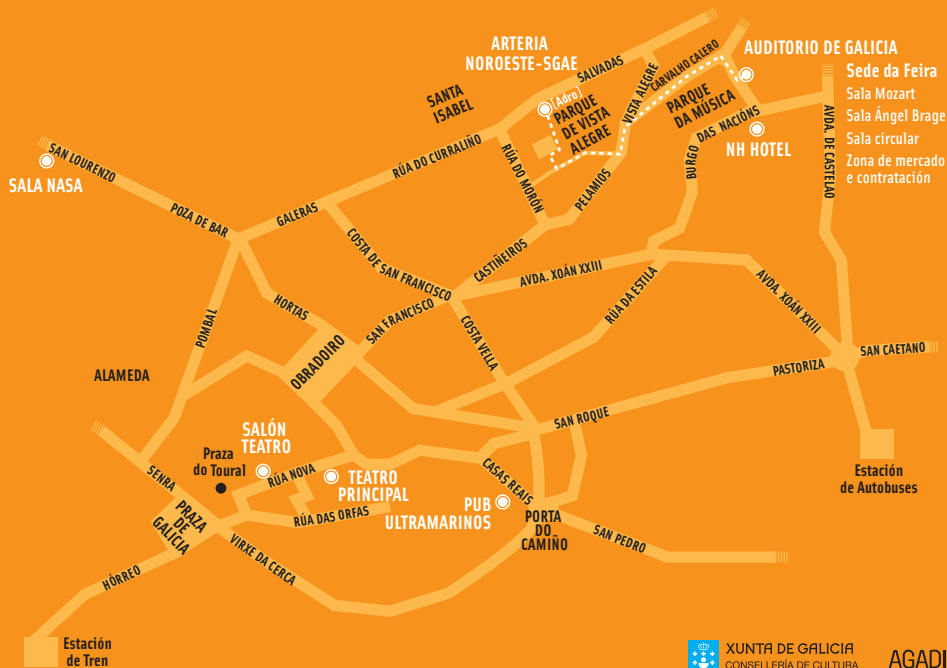 ARTERIA
NOROESTE-SGAE
AUDITORIO DE GALICIA
Sede da Feira
Sala Mozart
Sala Ángel Brage
Sala circular
Zona de mercado
e contratación
SALVADAS
CARVALHO CALERO
VISTA ALEGRE
[Adro]
PARQUE
DE VISTA
ALEGRE
PARQUE
DA MÚSICA
SANTA
ISABEL
BURGO DAS NACIÓNS
NH HOTEL
AVDA. DE CASTELAO
SAN LOURENZO
SALA NASA
RÚA DO CURRALIÑO
RÚA DO MORÓN
PELAMIOS
POZA DE BAR
GALERAS
COSTA DE SAN FRANCISCO
CASTIÑEIROS
AVDA. XOÁN XXIII
RÚA DA ESTILA
AVDA. XOÁN XXIII
HORTAS
SAN FRANCISCO
POMBAL
COSTA VELLA
OBRADOIRO
SAN CAETANO
PASTORIZA
ALAMEDA
SAN ROQUE
SALÓN
TEATRO
Praza
do Toural
RÚA NOVA
TEATRO
PRINCIPAL
SENRA
CASAS REAIS
Estación
de Autobuses
PUB
ULTRAMARINOS
RÚA DAS ORFAS
PRAZA
DE
GALICIA
PORTA
DO
CAMIÑO
SAN PEDRO
VIRXE DA CERCA
HÓRREO
Estación
de Tren
XUNTA DE GALICIA
CONSELLERÍA DE CULTURA
AGADI